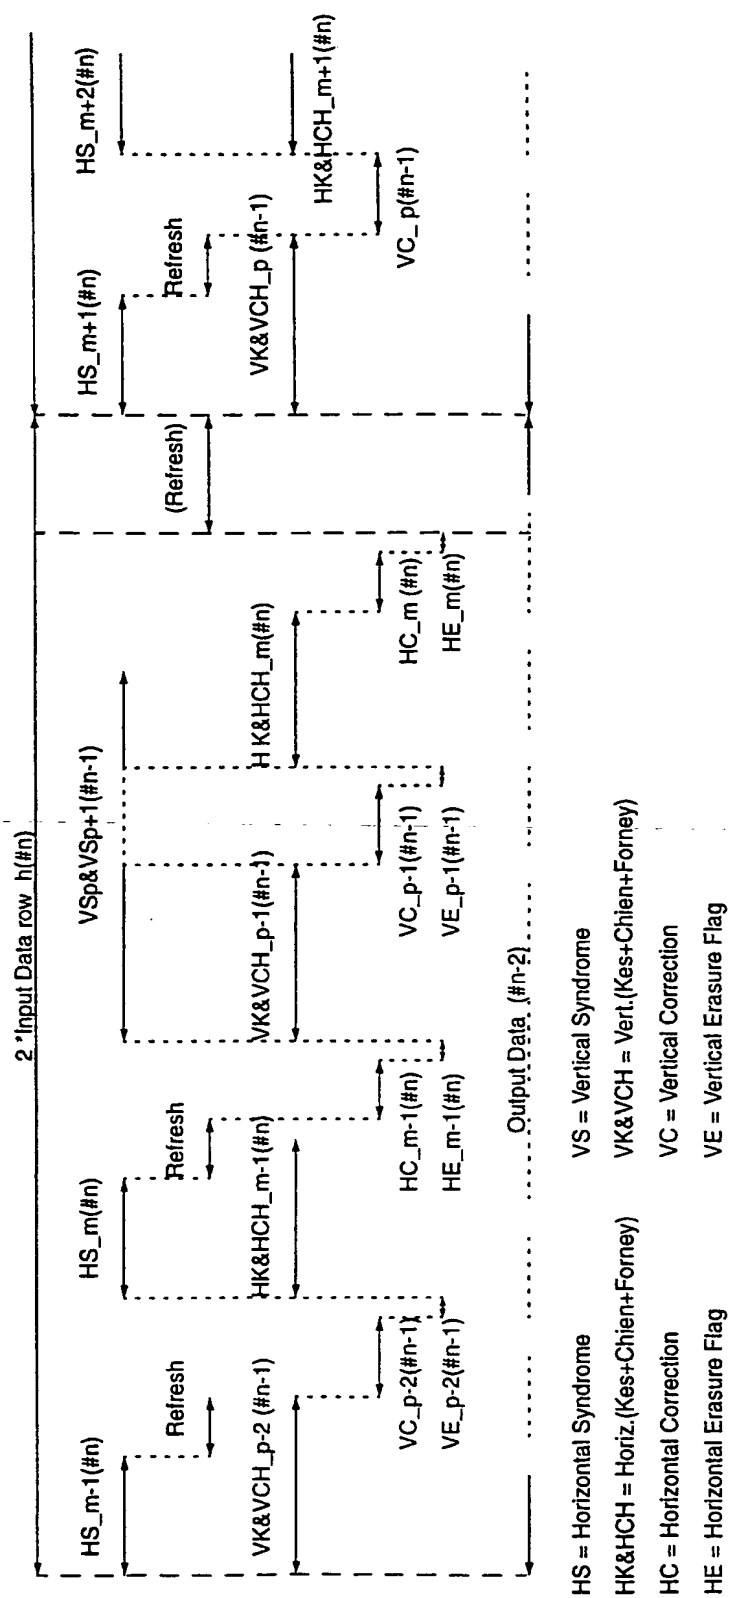 2 *Input Data row h(#n)
HS_m-1(#n)
HS_m(#n)
VSp&VSp+1(#n-1)
HS_m+1(#n)
HS_m+2(#n)
Refresh
Refresh
(Refresh)
Refresh
VK&VCH_p-2 (#n-1)
HK&HCH_m-1(#n)
VK&VCH_p-1(#n-1)
H K&HCH_m(#n)
VK&VCH_p (#n-1)
HK&HCH_m+1(#n)
VC_p-2(#n-1)
HC_m-1(#n)
VC_p-1(#n-1)
HC_m (#n)
VC_ p(#n-1)
VE_p-2(#n-1)
HE_m-1(#n)
VE_p-1(#n-1)
HE_m(#n)
Output Data (#n-2)
HS = Horizontal Syndrome
HK&HCH = Horiz.(Kes+Chien+Forney)
HC = Horizontal Correction
HE = Horizontal Erasure Flag
VS = Vertical Syndrome
VK&VCH = Vert.(Kes+Chien+Forney)
VC = Vertical Correction
VE = Vertical Erasure Flag